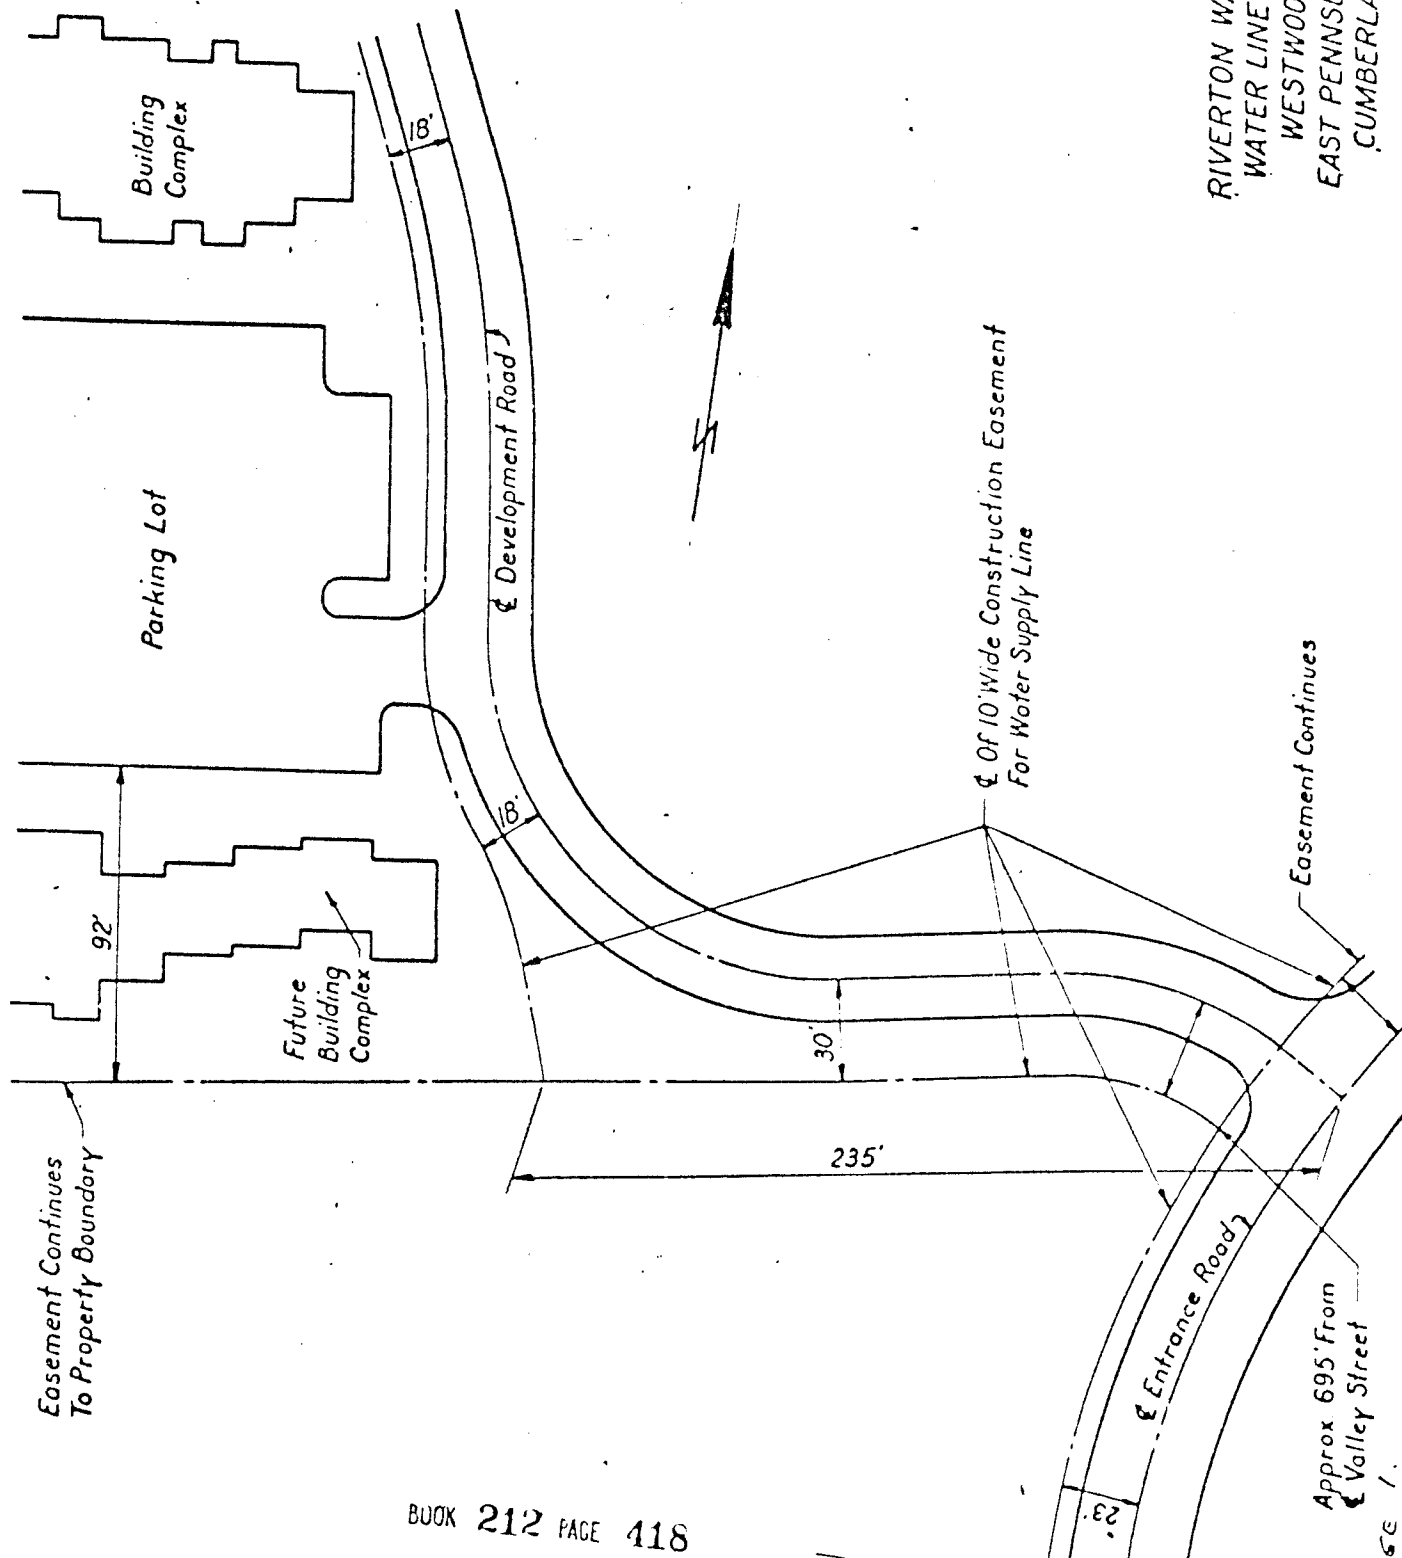 RIVERTON WA
WATER LINE
WESTWOO
EAST PENNSB
CUMBERLA
Building
Complex
18'
Parking Lot
℄ Development Road
N
92'
18'
Future
Building
Complex
30'
℄ Of 10' Wide Construction Easement
For Water Supply Line
Easement Continues
Easement Continues
To Property Boundary
235'
℄ Entrance Road
23'
Approx 695' From
℄ Valley Street
BOOK 212 PAGE 418